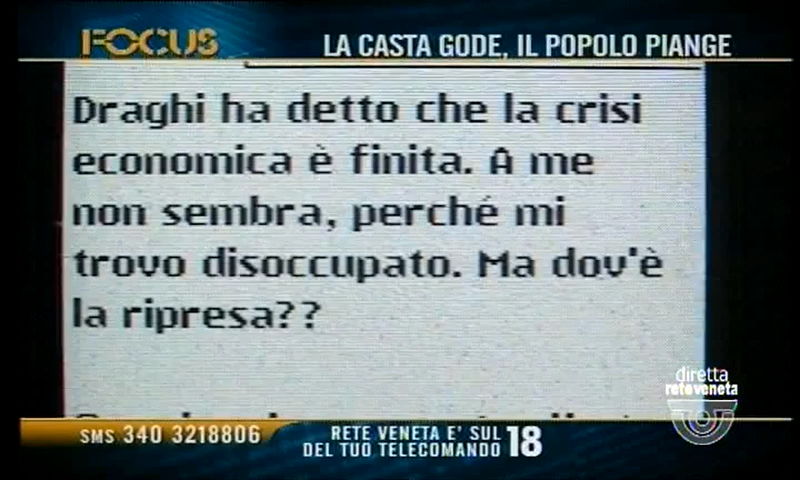 FOCUS
LA CASTA GODE, IL POPOLO PIANGE
Draghi ha detto che la crisi
economica è finita. A me
non sembra, perché mi
trovo disoccupato. Ma dov'è
la ripresa??
diretta
reteveneta
SMS 340 3218806
RETE VENETA E' SUL
DEL TUO TELECOMANDO 18